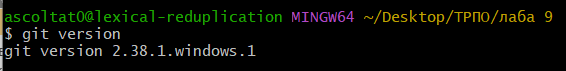 ascoltat0@lexical-reduplication MINGW64 ~/Desktop/ТРПО/лаба 9
$ git version
git version 2.38.1.windows.1